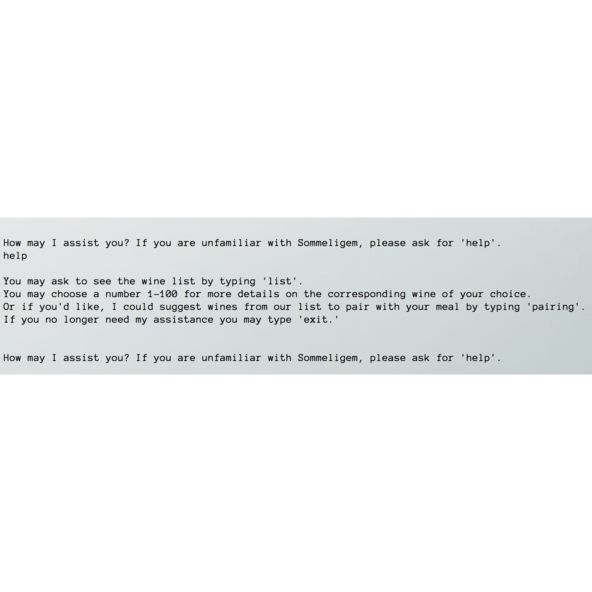 How may I assist you? If you are unfamiliar with Sommeligem, please ask for 'help'.
help
You may ask to see the wine list by typing 'list'.
You may choose a number 1-100 for more details on the corresponding wine of your choice.
Or if you'd like, I could suggest wines from our list to pair with your meal by typing 'pairing'.
If you no longer need my assistance you may type 'exit.'
How may I assist you? If you are unfamiliar with Sommeligem, please ask for 'help'.